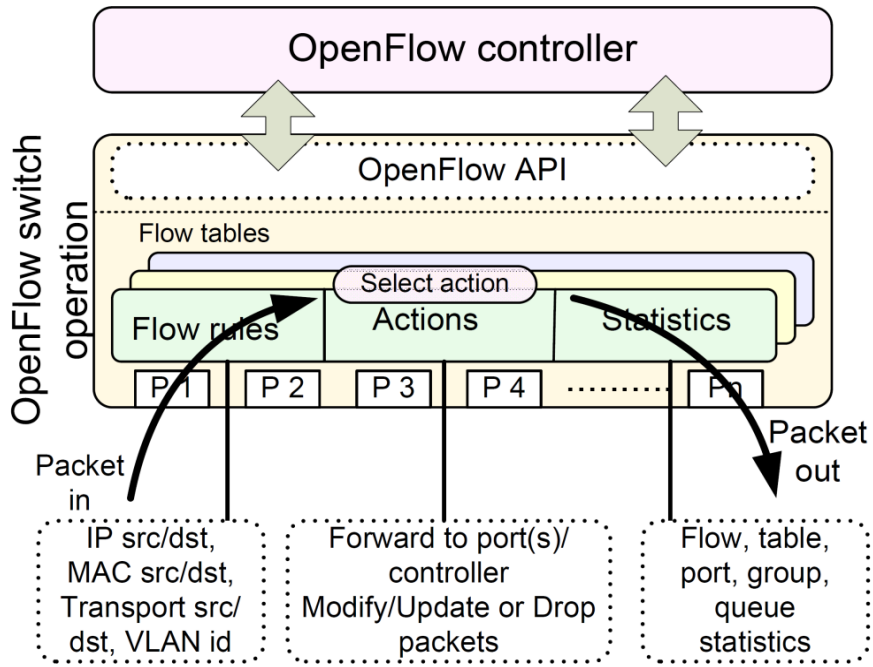 OpenFlow controller
OpenFlow switch
operation
OpenFlow API
Flow tables
Select action
Flow rules
Actions
Statistics
P 1
P 2
P 3
P 4
Pn
Packet
in
Packet
out
IP src/dst,
MAC src/dst,
Transport src/
dst, VLAN id
Forward to port(s)/
controller
Modify/Update or Drop
packets
Flow, table,
port, group,
queue
statistics